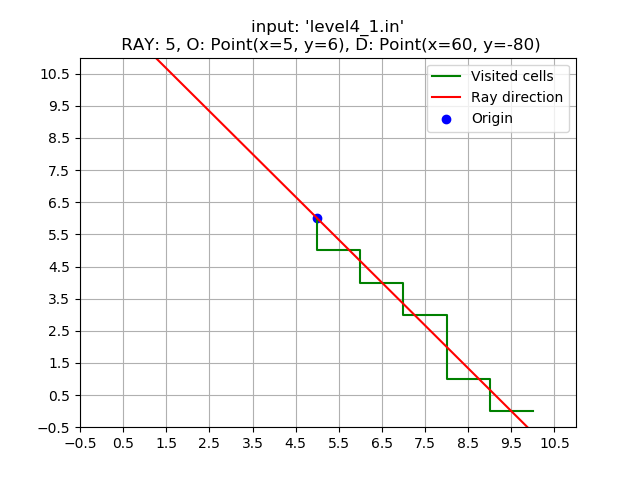 input: 'level4_1.in'
RAY: 5, O: Point(x=5, y=6), D: Point(x=60, y=-80)
Visited cells
Ray direction
Origin
10.5
9.5
8.5
7.5
6.5
5.5
4.5
3.5
2.5
1.5
0.5
−0.5
−0.5 0.5 1.5 2.5 3.5 4.5 5.5 6.5 7.5 8.5 9.5 10.5